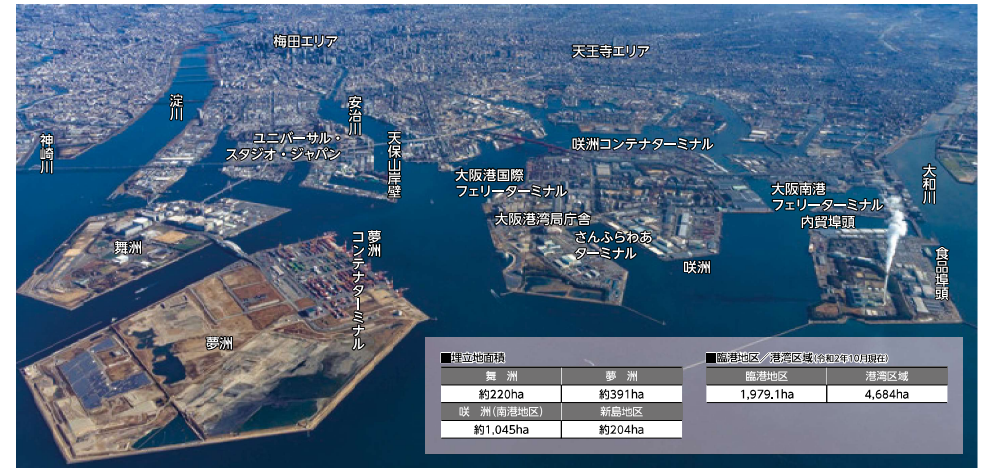 梅田エリア
天王寺エリア
淀川
安治川
神崎川
ユニバーサル・
スタジオ・ジャパン
天保山岸壁
咲洲コンテナターミナル
大阪港国際
フェリーターミナル
大阪南港
フェリーターミナル
大和川
大阪港湾局庁舎
内貿埠頭
さんふらわあ
ターミナル
舞洲
夢洲
コンテナターミナル
咲洲
食品埠頭
夢洲
■埋立地面積
舞 洲 夢 洲
約220ha 約391ha
咲 洲(南港地区) 新島地区
約1,045ha 約204ha
■臨港地区/港湾区域(令和2年10月現在)
臨港地区 港湾区域
1,979.1ha 4,684ha